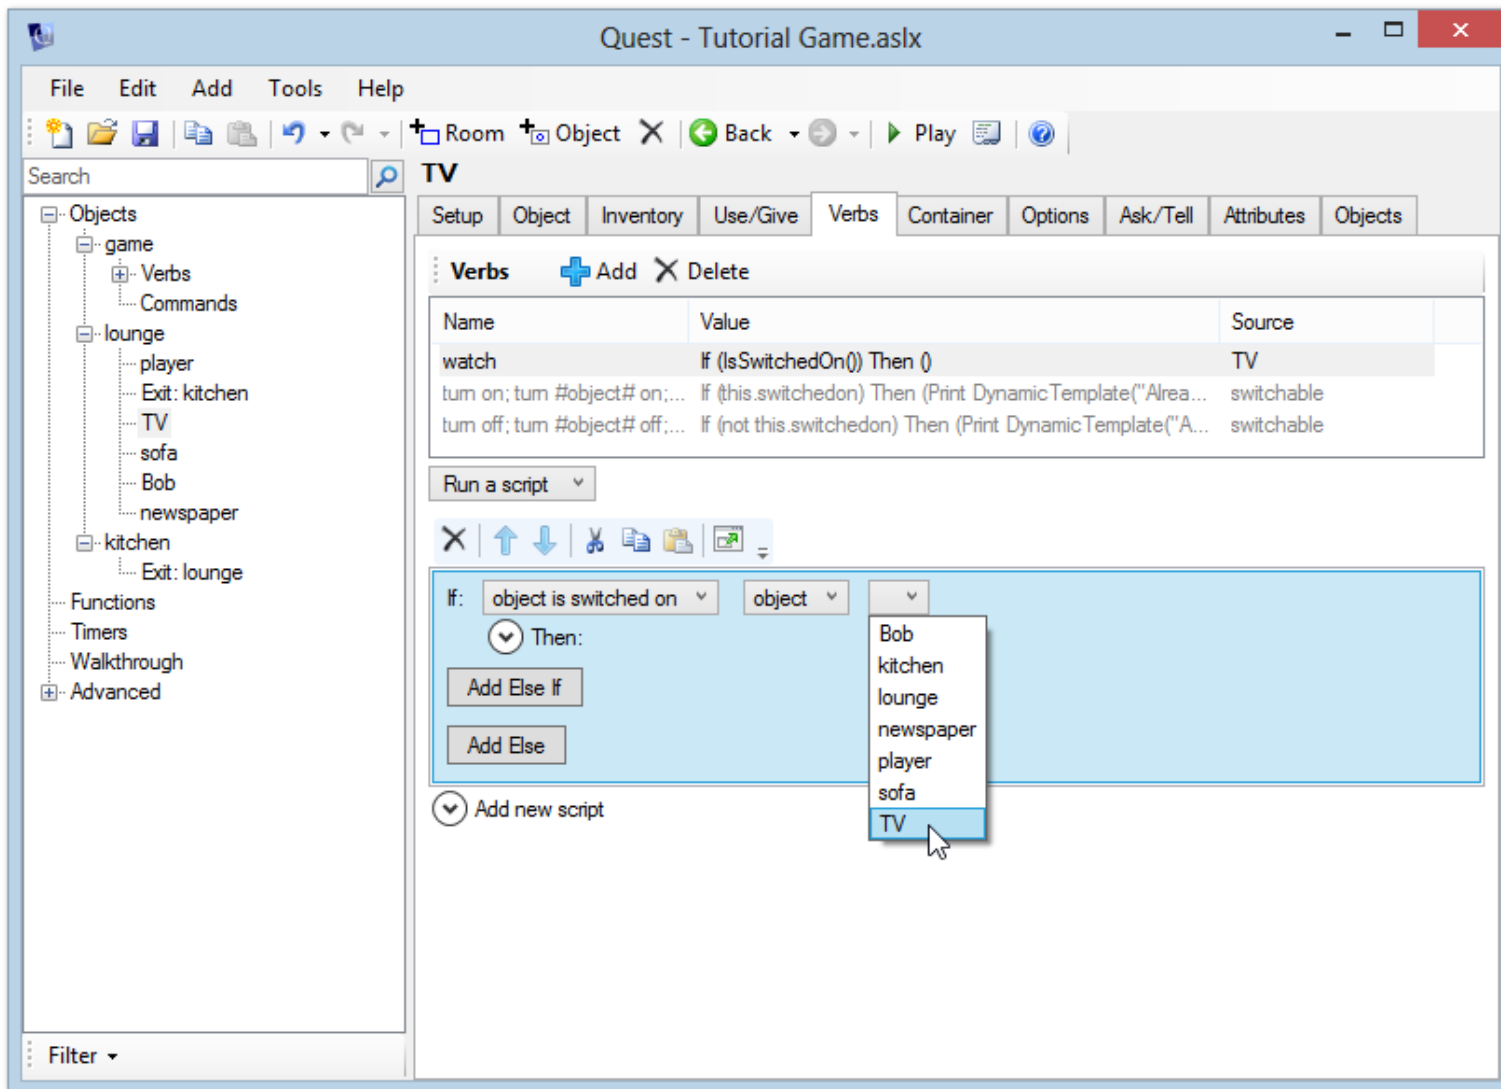 Quest - Tutorial Game.aslx
File Edit Add Tools Help
Room Object Back Play
Search
TV
Setup Object Inventory Use/Give Verbs Container Options Ask/Tell Attributes Objects
Objects
game
Verbs
Commands
lounge
player
Exit: kitchen
TV
sofa
Bob
newspaper
kitchen
Exit: lounge
Functions
Timers
Walkthrough
Advanced
Filter
Verbs Add Delete
Name Value Source
watch If (IsSwitchedOn()) Then () TV
turn on; turn #object# on;... If (this.switchedon) Then (Print DynamicTemplate("Alrea... switchable
turn off; turn #object# off;... If (not this.switchedon) Then (Print DynamicTemplate("A... switchable
Run a script
If: object is switched on object
Then:
Add Else If
Add Else
Bob
kitchen
lounge
newspaper
player
sofa
TV
Add new script